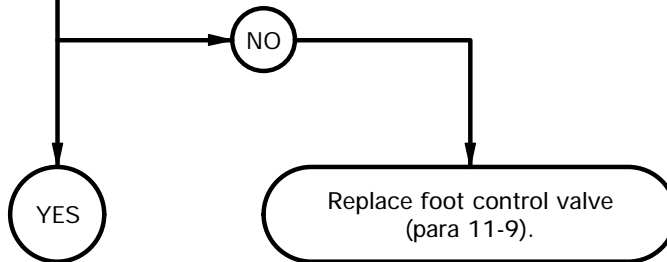 NO
YES
Replace foot control valve
(para 11-9).